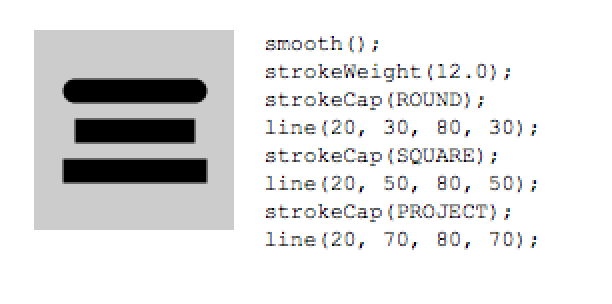 smooth();
strokeWeight(12.0);
strokeCap(ROUND);
line(20, 30, 80, 30);
strokeCap(SQUARE);
line(20, 50, 80, 50);
strokeCap(PROJECT);
line(20, 70, 80, 70);